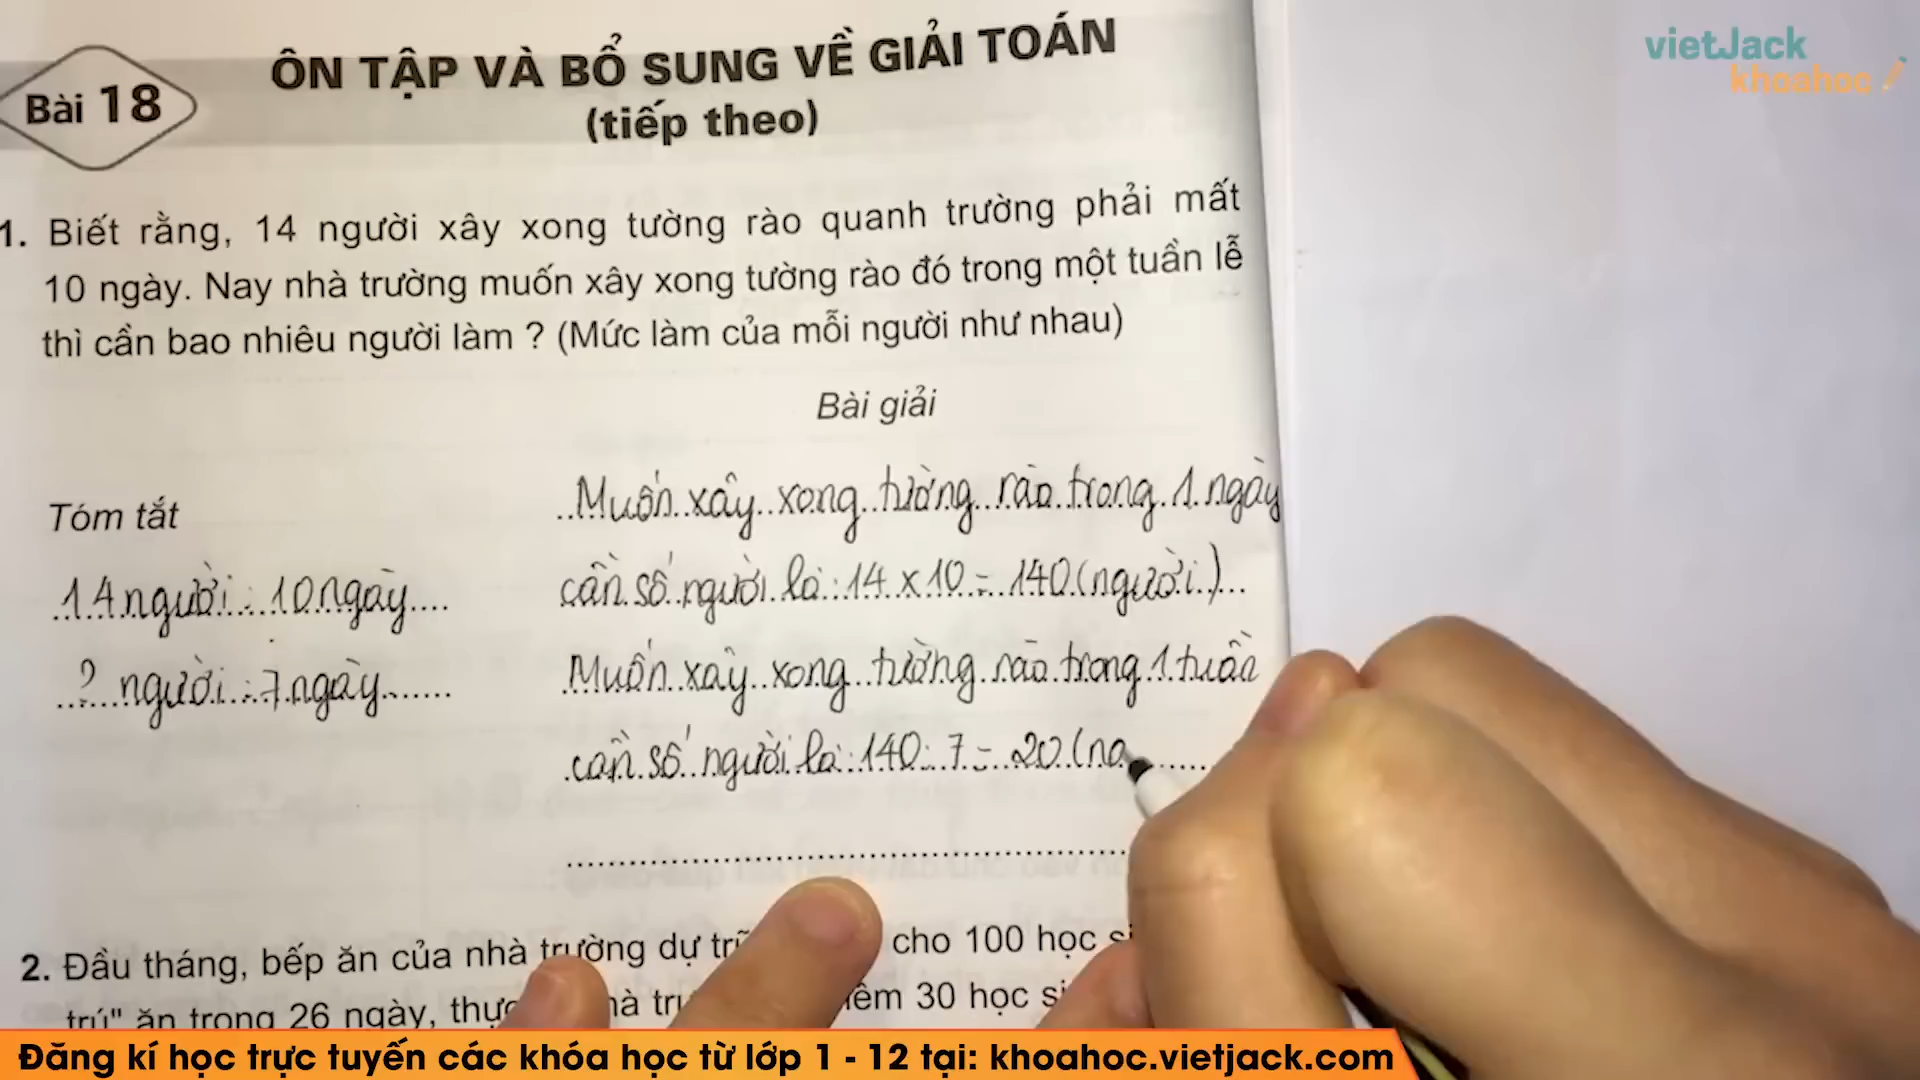 vietJack
khoahoc
Bài 18
ÔN TẬP VÀ BỔ SUNG VỀ GIẢI TOÁN
(tiếp theo)
1. Biết rằng, 14 người xây xong tường rào quanh trường phải mất
10 ngày. Nay nhà trường muốn xây xong tường rào đó trong một tuần lễ
thì cần bao nhiêu người làm ? (Mức làm của mỗi người như nhau)
Bài giải
Tóm tắt
14 người : 10 ngày
? người : 7 ngày
Muốn xây xong tường rào trong 1 ngày
cần số người là : 14 x 10 = 140 (người)
Muốn xây xong tường rào trong 1 tuần
cần số người là : 140 : 7 = 20 (
2. Đầu tháng, bếp ăn của nhà trường dự trữ cho 100 học
trú" ăn trong 26 ngày, 30 học
Đăng kí học trực tuyến các khóa học từ lớp 1 - 12 tại: khoahoc.vietjack.com